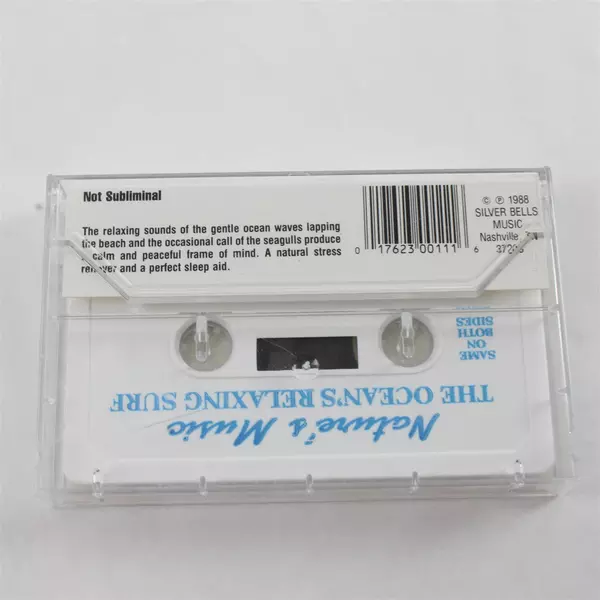 Not Subliminal
The relaxing sounds of the gentle ocean waves lapping
the beach and the occasional call of the seagulls produce
a calm and peaceful frame of mind. A natural stress
reliever and a perfect sleep aid.
0 17623 00111 6
© ℗ 1988
SILVER BELLS
MUSIC
Nashville, TN
SAME
ON
BOTH
SIDES
THE OCEAN'S RELAXING SURF
Nature's Music